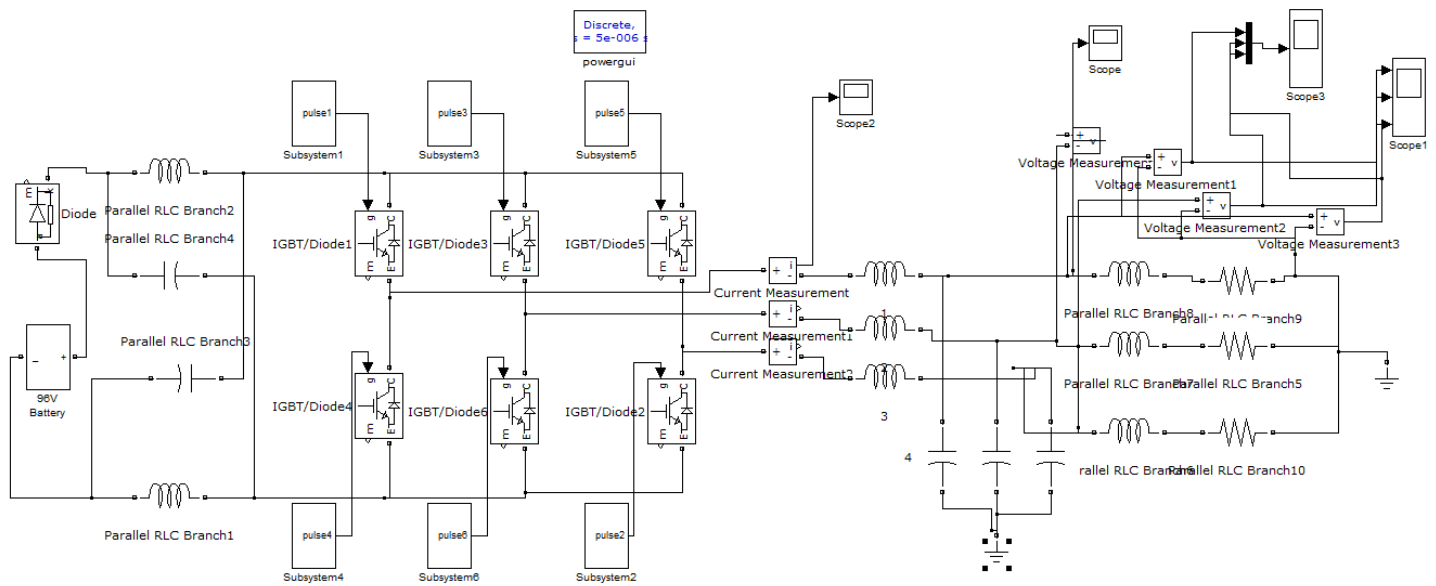 Discrete,
s = 5e-006 s
powergui
pulse1
Subsystem1
pulse3
Subsystem3
pulse5
Subsystem5
Scope2
Scope
Scope3
Scope1
Voltage Measurement
Voltage Measurement1
Voltage Measurement2
Voltage Measurement3
Diode
m
Parallel RLC Branch2
Parallel RLC Branch4
Parallel RLC Branch3
IGBT/Diode1
g C
m E
IGBT/Diode3
g C
m E
IGBT/Diode5
g C
m E
+ i -
Current Measurement
+ i -
Current Measurement1
+ i -
Current Measurement2
1
3
4
+ - v
+ - v
+ - v
+ - v
Parallel RLC Branch8
Parallel RLC Branch9
Parallel RLC Branch7
Parallel RLC Branch5
rallel RLC Branch6
Parallel RLC Branch10
- +
96V
Battery
IGBT/Diode4
g C
m E
IGBT/Diode6
g C
m E
IGBT/Diode2
g C
m E
Parallel RLC Branch1
pulse4
Subsystem4
pulse6
Subsystem6
pulse2
Subsystem2